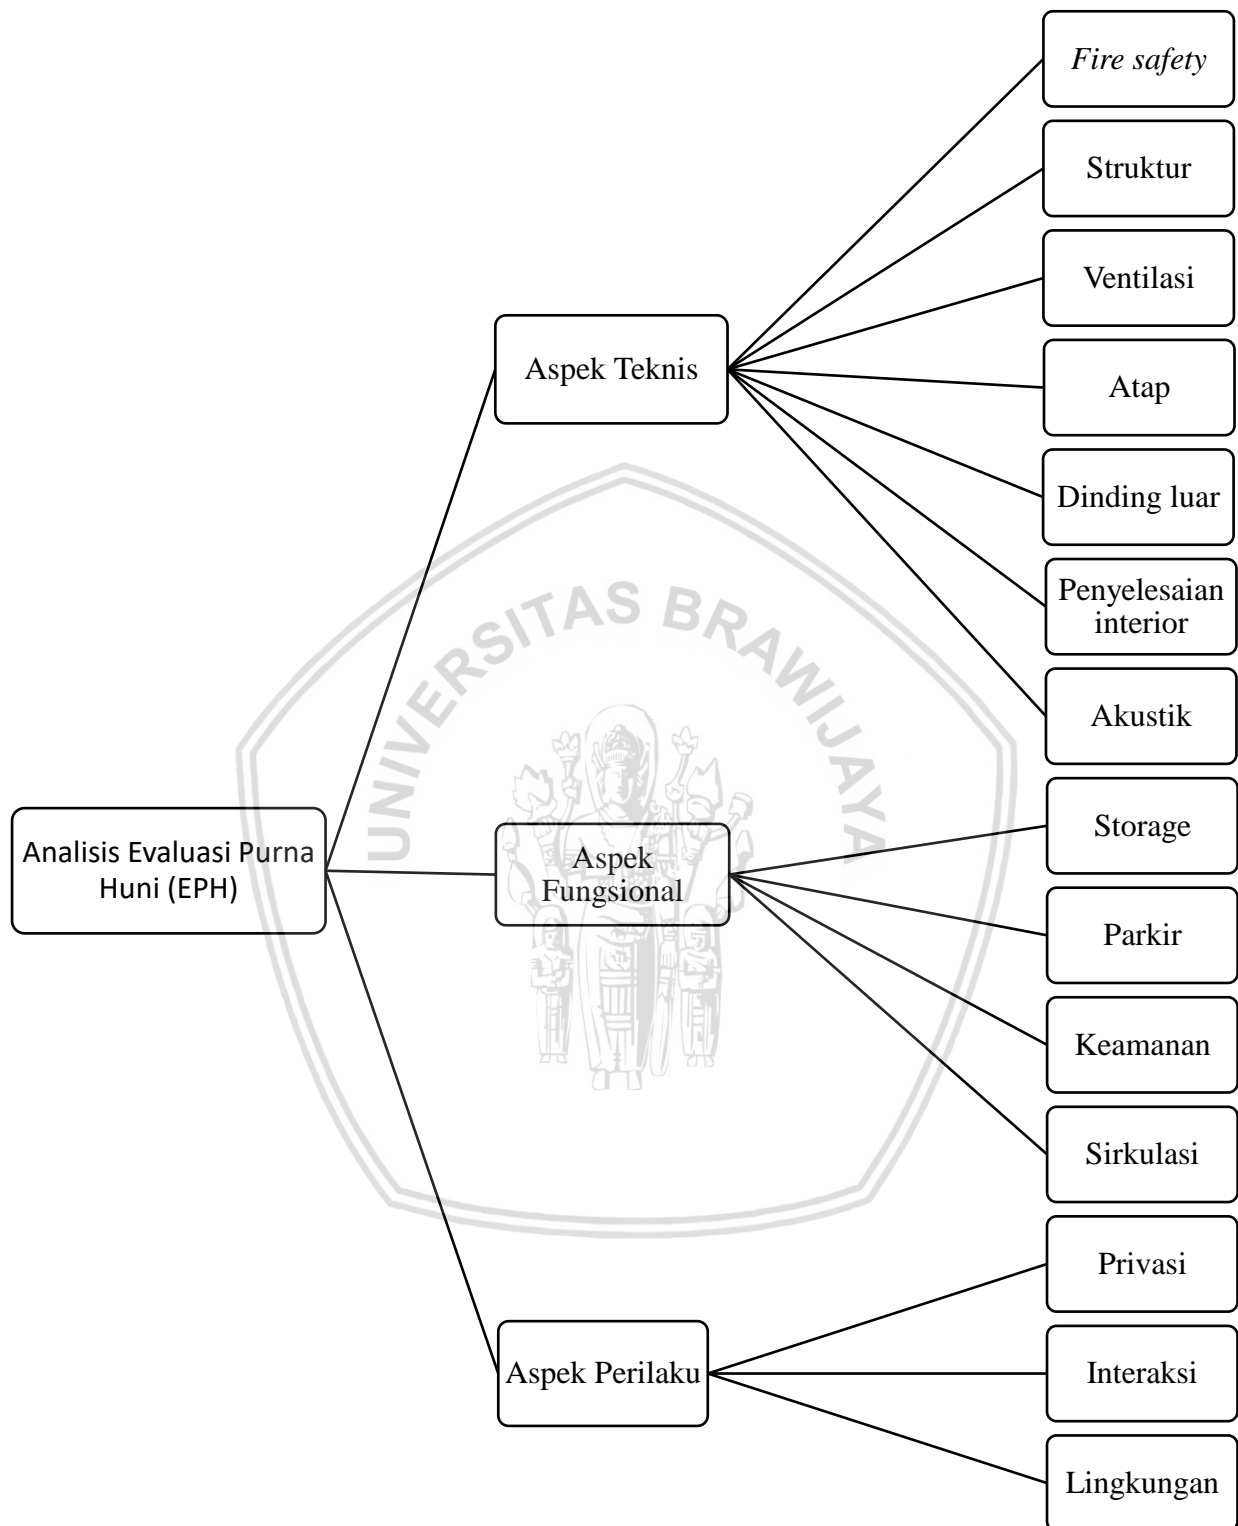 Fire safety
Struktur
Ventilasi
Aspek Teknis
Atap
Dinding luar
Penyelesaian
interior
Akustik
UNIVERSITAS BRAWIJAYA
Analisis Evaluasi Purna
Huni (EPH)
Aspek
Fungsional
Storage
Parkir
Keamanan
Sirkulasi
Privasi
Aspek Perilaku
Interaksi
Lingkungan